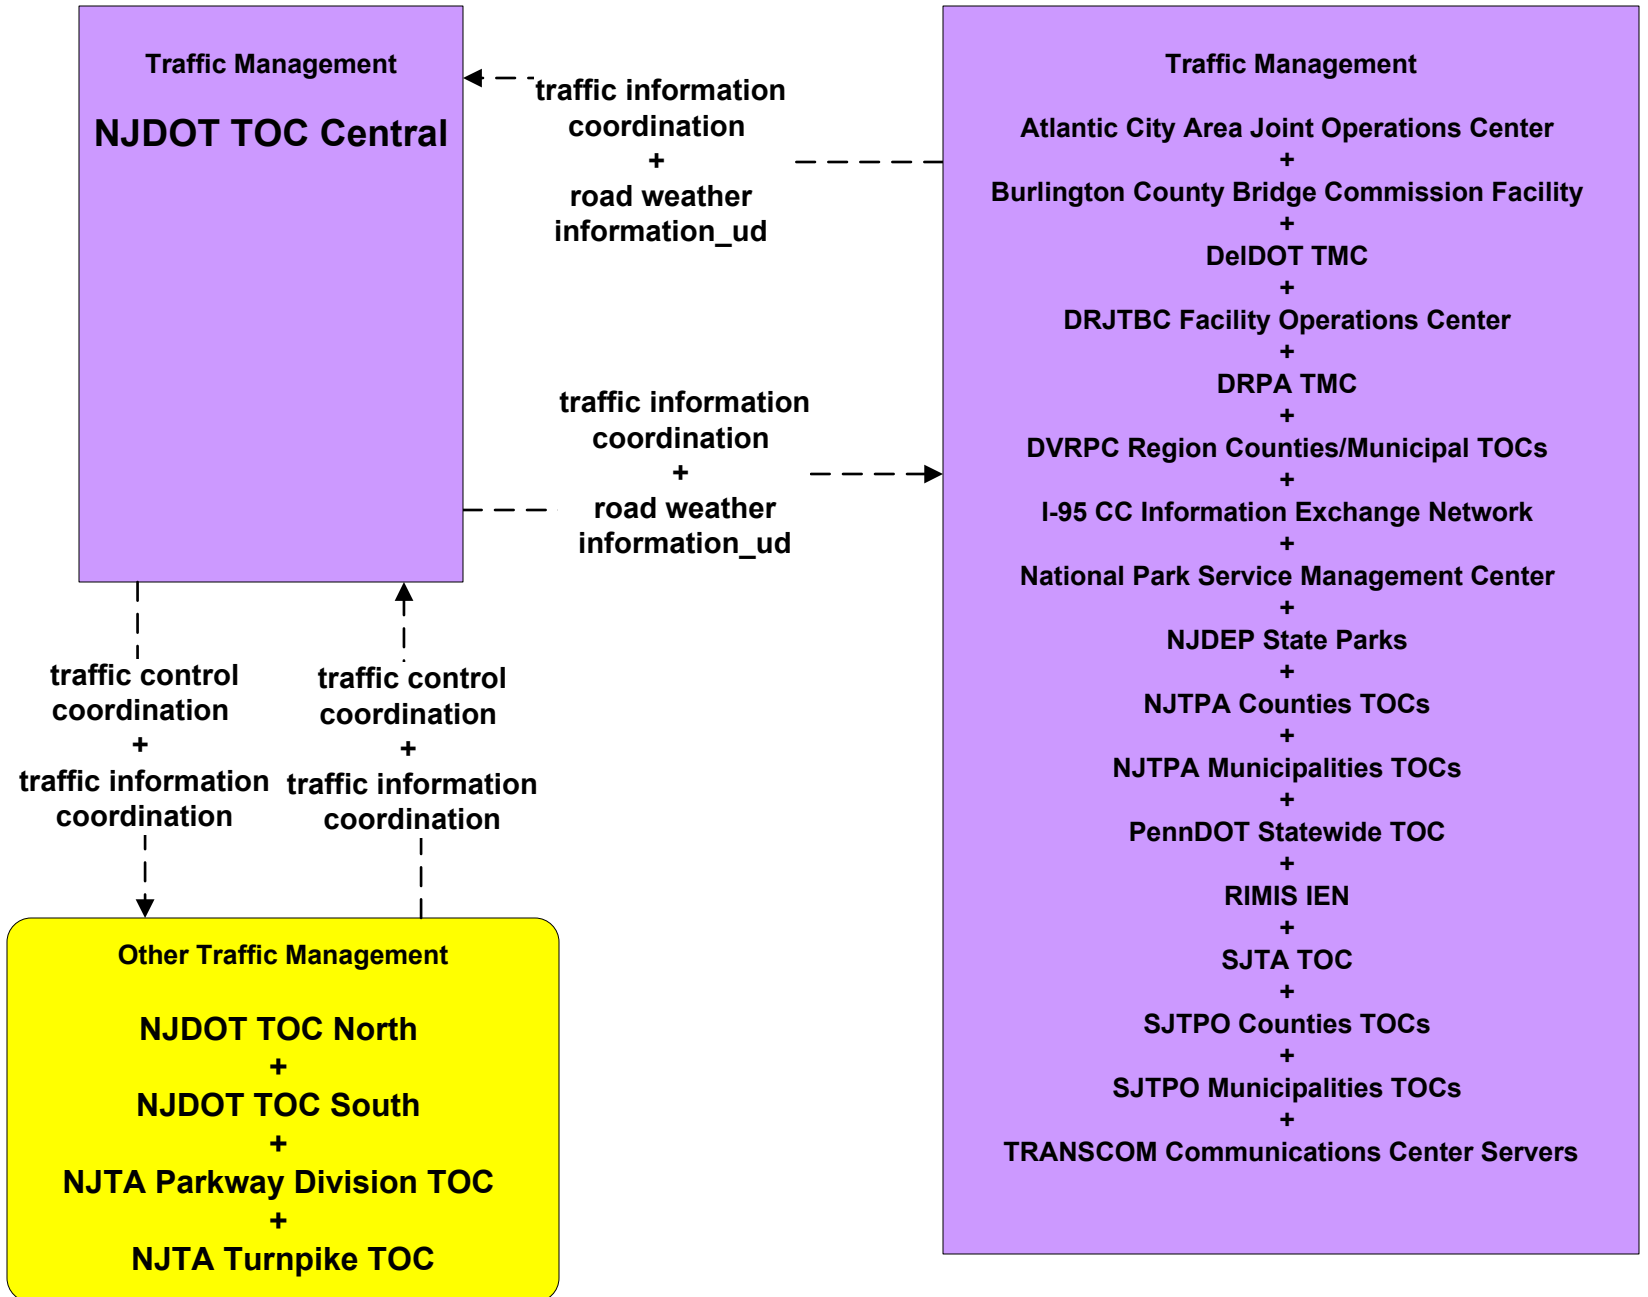 Traffic Management
NJDOT TOC Central
traffic information
coordination
+
road weather
information_ud
traffic information
coordination
+
road weather
information_ud
Traffic Management
Atlantic City Area Joint Operations Center
+
Burlington County Bridge Commission Facility
+
DelDOT TMC
+
DRJTBC Facility Operations Center
+
DRPA TMC
+
DVRPC Region Counties/Municipal TOCs
+
I-95 CC Information Exchange Network
+
National Park Service Management Center
+
NJDEP State Parks
+
NJTPA Counties TOCs
+
NJTPA Municipalities TOCs
+
PennDOT Statewide TOC
+
RIMIS IEN
+
SJTA TOC
+
SJTPO Counties TOCs
+
SJTPO Municipalities TOCs
+
TRANSCOM Communications Center Servers
traffic control
coordination
+
traffic information
coordination
traffic control
coordination
+
traffic information
coordination
Other Traffic Management
NJDOT TOC North
+
NJDOT TOC South
+
NJTA Parkway Division TOC
+
NJTA Turnpike TOC